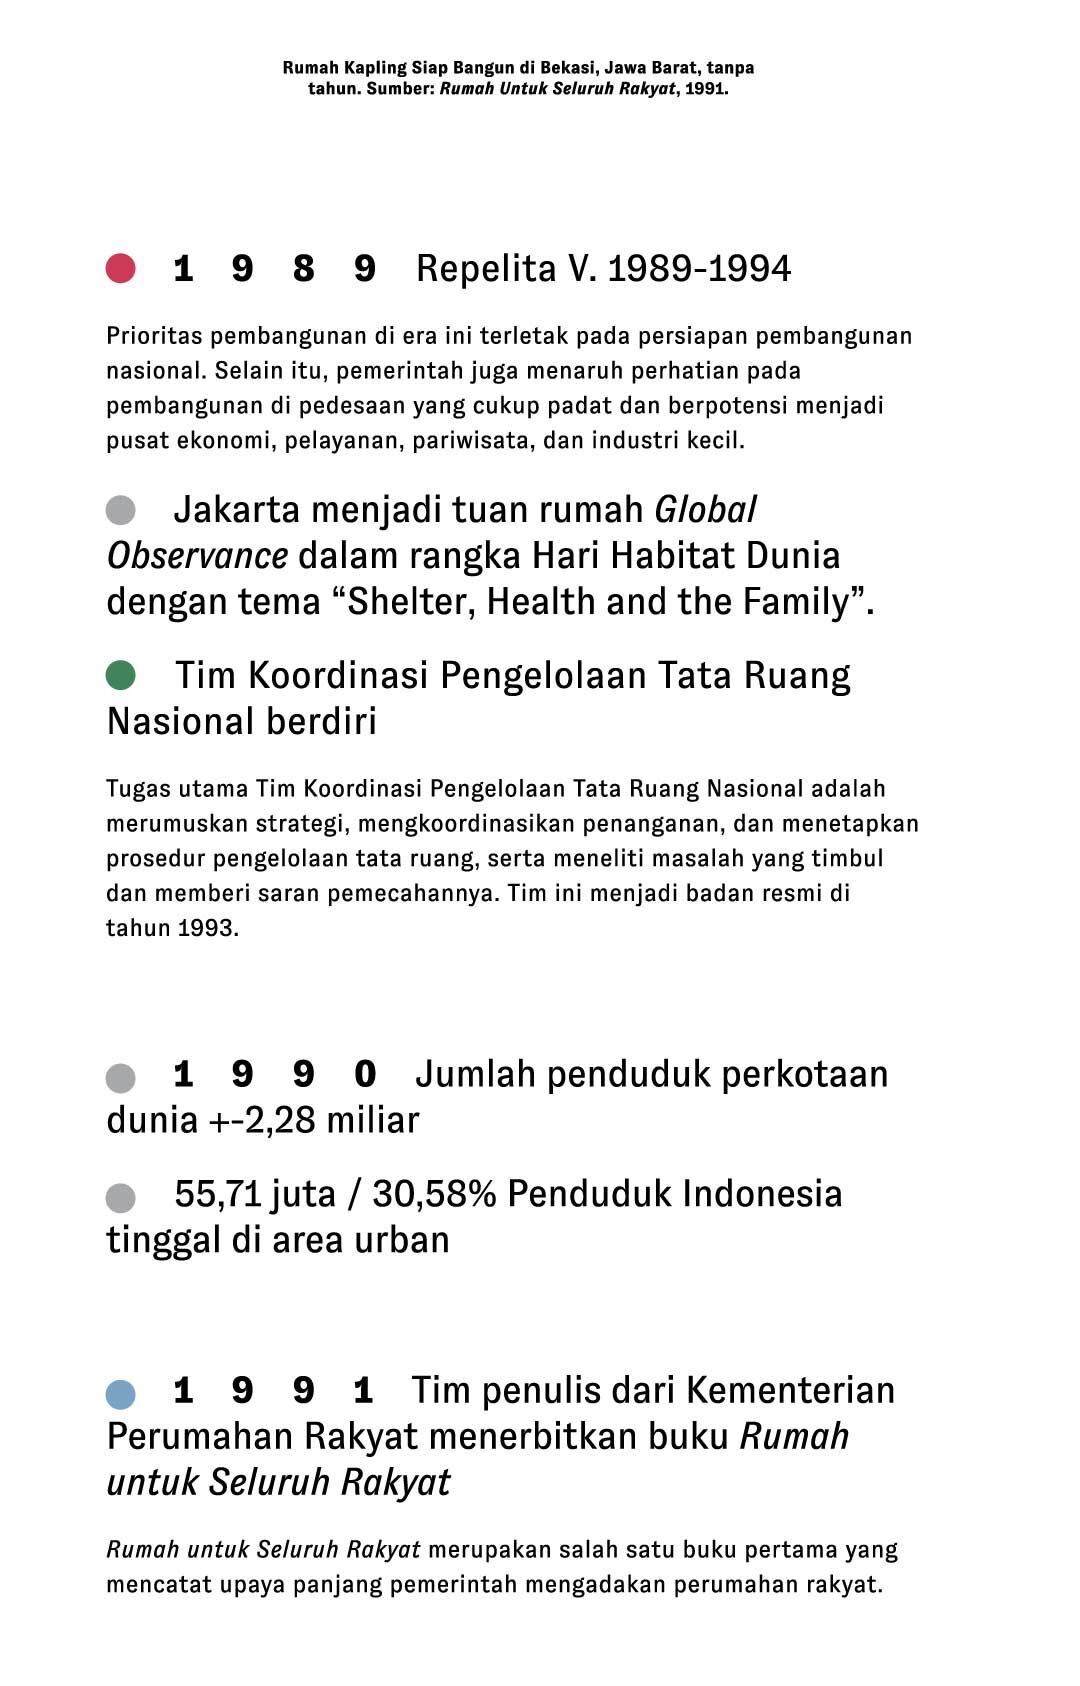 Rumah Kapling Siap Bangun di Bekasi, Jawa Barat, tanpa
tahun. Sumber: Rumah Untuk Seluruh Rakyat, 1991.
1 9 8 9 Repelita V. 1989-1994
Prioritas pembangunan di era ini terletak pada persiapan pembangunan
nasional. Selain itu, pemerintah juga menaruh perhatian pada
pembangunan di pedesaan yang cukup padat dan berpotensi menjadi
pusat ekonomi, pelayanan, pariwisata, dan industri kecil.
Jakarta menjadi tuan rumah Global
Observance dalam rangka Hari Habitat Dunia
dengan tema “Shelter, Health and the Family”.
Tim Koordinasi Pengelolaan Tata Ruang
Nasional berdiri
Tugas utama Tim Koordinasi Pengelolaan Tata Ruang Nasional adalah
merumuskan strategi, mengkoordinasikan penanganan, dan menetapkan
prosedur pengelolaan tata ruang, serta meneliti masalah yang timbul
dan memberi saran pemecahannya. Tim ini menjadi badan resmi di
tahun 1993.
1 9 9 0 Jumlah penduduk perkotaan
dunia +-2,28 miliar
55,71 juta / 30,58% Penduduk Indonesia
tinggal di area urban
1 9 9 1 Tim penulis dari Kementerian
Perumahan Rakyat menerbitkan buku Rumah
untuk Seluruh Rakyat
Rumah untuk Seluruh Rakyat merupakan salah satu buku pertama yang
mencatat upaya panjang pemerintah mengadakan perumahan rakyat.